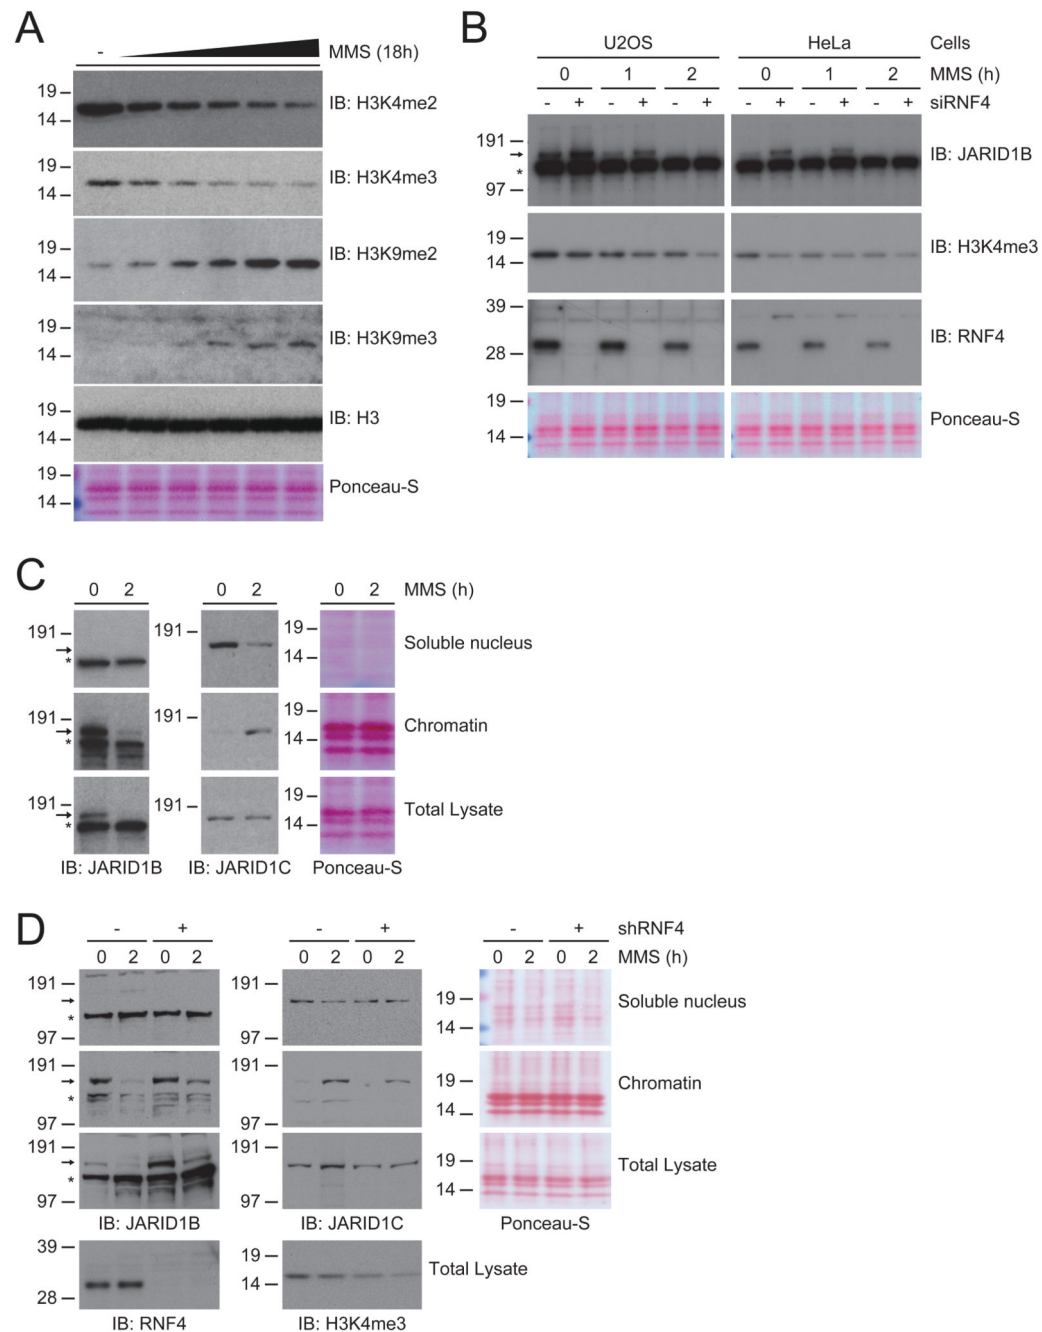 A
- MMS (18h)
19
14
IB: H3K4me2
19
14
IB: H3K4me3
19
14
IB: H3K9me2
19
14
IB: H3K9me3
19
14
IB: H3
19
14
Ponceau-S
B
U2OS HeLa Cells
0 1 2 0 1 2 MMS (h)
- + - + - + - + - + - + siRNF4
191
*
97
IB: JARID1B
19
14
IB: H3K4me3
39
28
IB: RNF4
19
14
Ponceau-S
C
0 2 0 2 MMS (h)
191 191 19
* 14
Soluble nucleus
191 191 19
* 14
Chromatin
191 191 19
* 14
Total Lysate
IB: JARID1B IB: JARID1C Ponceau-S
D
- + - + - + shRNF4
0 2 0 2 0 2 0 2 0 2 0 2 MMS (h)
191 191 19
* 14
97 97
Soluble nucleus
191 191 19
* 14
97 97
Chromatin
191 191 19
* 14
97 97
Total Lysate
IB: JARID1B IB: JARID1C Ponceau-S
39 19
28 14
Total Lysate
IB: RNF4 IB: H3K4me3